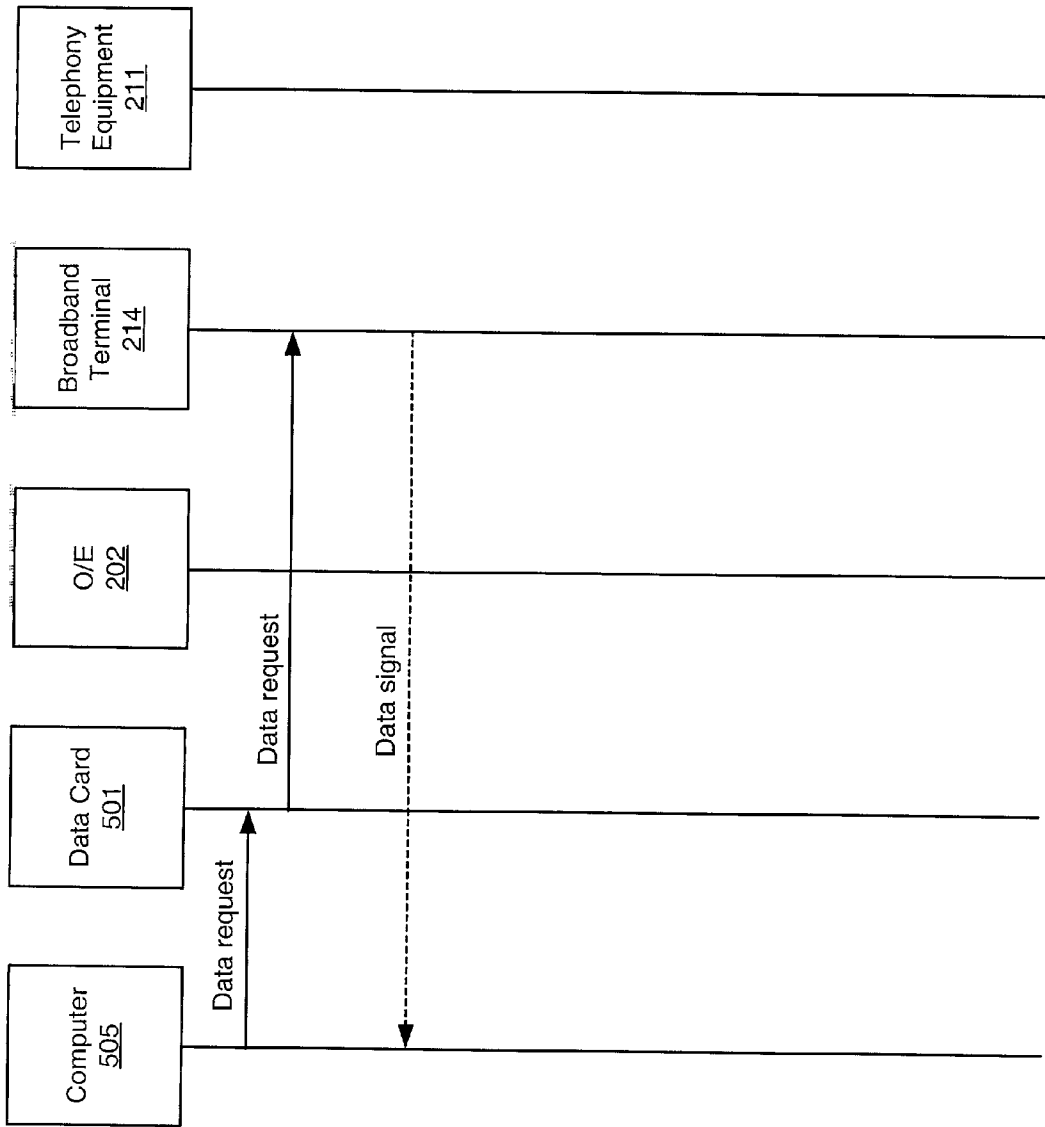 Computer
505
Data Card
501
O/E
202
Broadband
Terminal
214
Telephony
Equipment
211
Data request
Data request
Data signal